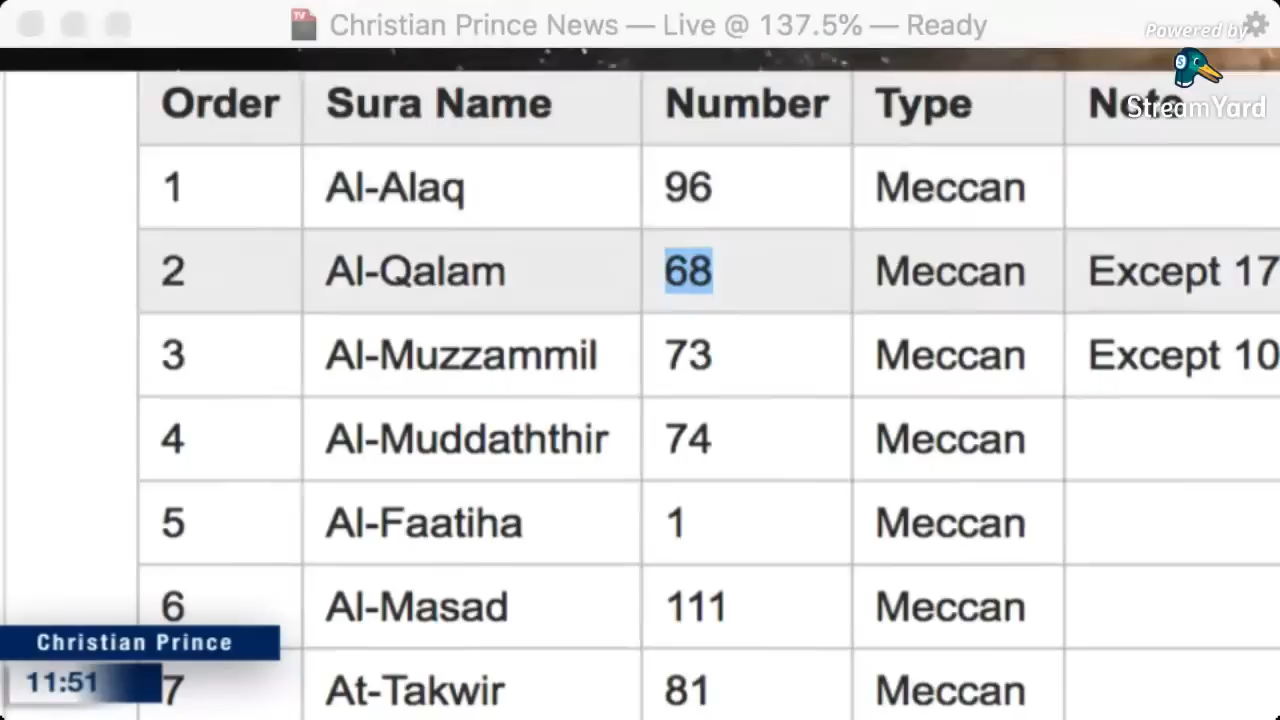 Christian Prince News — Live @ 137.5% — Ready
Powered by
StreamYard
Order Sura Name Number Type Note
1 Al-Alaq 96 Meccan
2 Al-Qalam 68 Meccan Except 17
3 Al-Muzzammil 73 Meccan Except 10
4 Al-Muddaththir 74 Meccan
5 Al-Faatiha 1 Meccan
6 Al-Masad 111 Meccan
Christian Prince
11:51
7 At-Takwir 81 Meccan